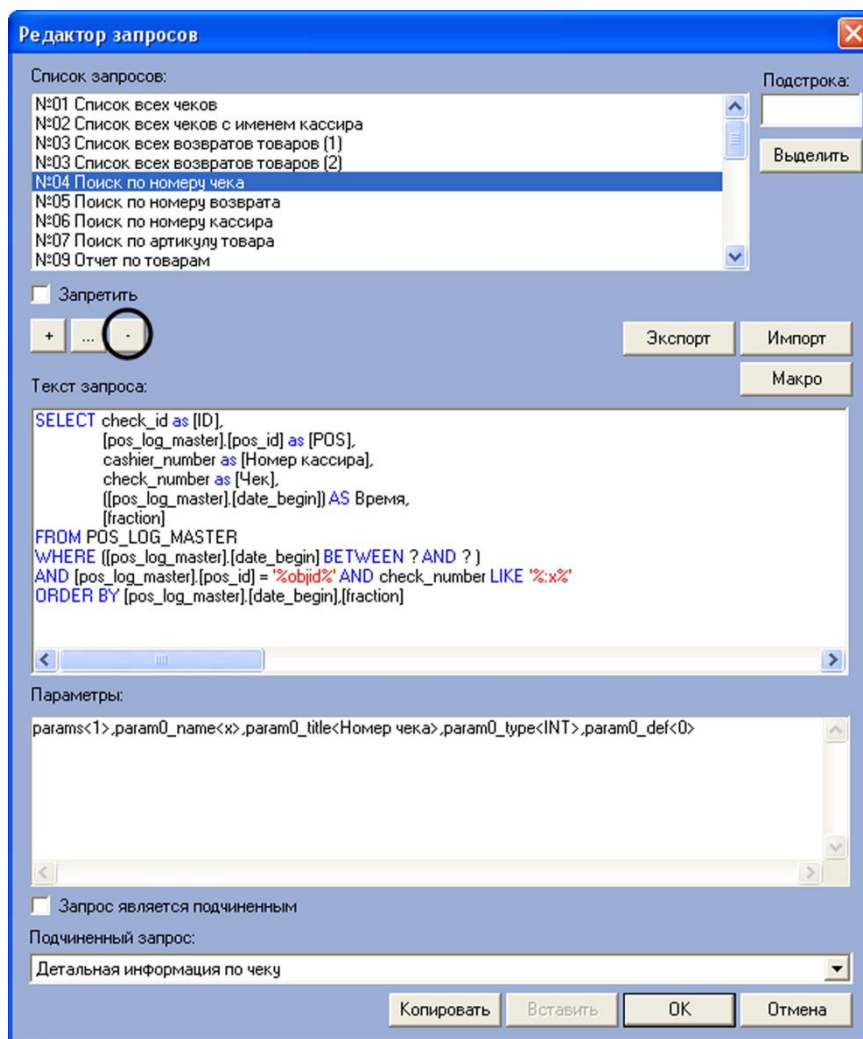 Редактор запросов
Список запросов:
Подстрока:
№01 Список всех чеков
№02 Список всех чеков с именем кассира
№03 Список всех возвратов товаров (1)
№03 Список всех возвратов товаров (2)
Выделить
№04 Поиск по номеру чека
№05 Поиск по номеру возврата
№06 Поиск по номеру кассира
№07 Поиск по артикулу товара
№09 Отчет по товарам
Запретить
+ ... -
Экспорт Импорт
Макро
Текст запроса:
SELECT check_id as [ID],
[pos_log_master].[pos_id] as [POS],
cashier_number as [Номер кассира],
check_number as [Чек],
([pos_log_master].[date_begin]) AS Время,
[fraction]
FROM POS_LOG_MASTER
WHERE ([pos_log_master].[date_begin] BETWEEN ? AND ? )
AND [pos_log_master].[pos_id] = '%objid%' AND check_number LIKE '%:x%'
ORDER BY [pos_log_master].[date_begin],[fraction]
Параметры:
params<1>,param0_name<x>,param0_title<Номер чека>,param0_type<INT>,param0_def<0>
Запрос является подчиненным
Подчиненный запрос:
Детальная информация по чеку
Копировать Вставить OK Отмена